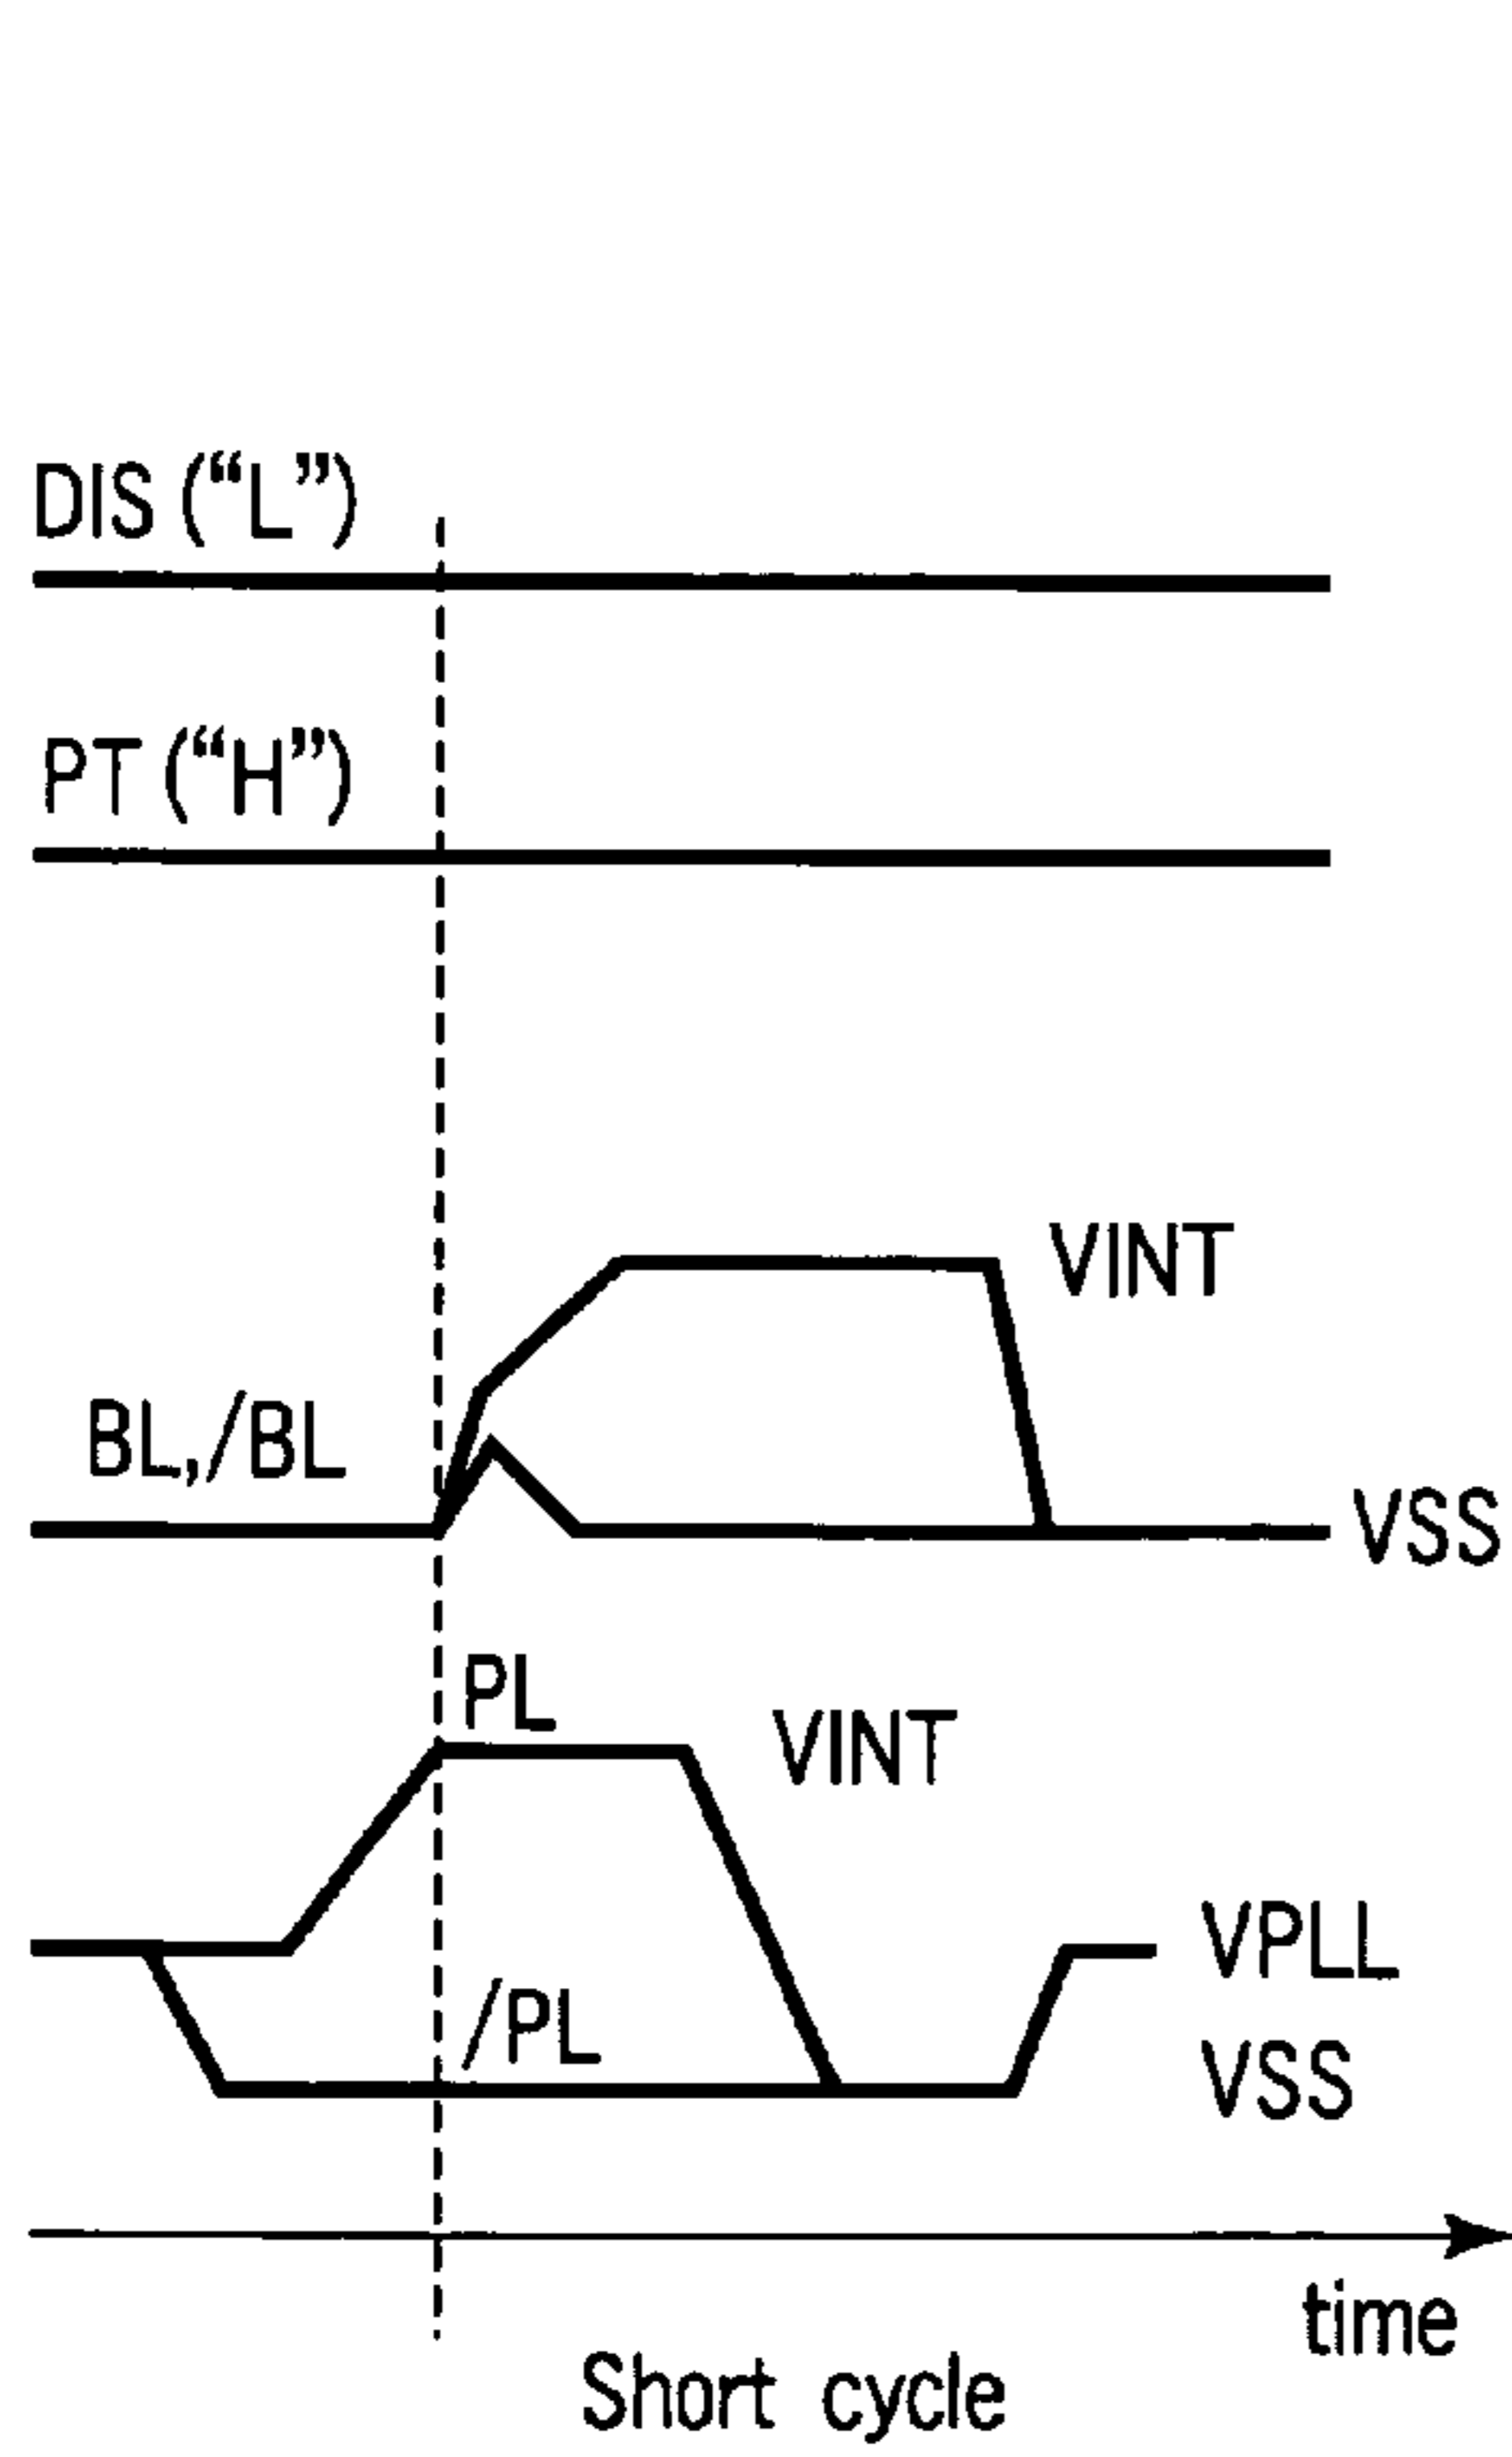 DIS (“L”)
PT (“H”)
VINT
BL,/BL
VSS
PL
VINT
VPLL
/PL
VSS
time
Short cycle